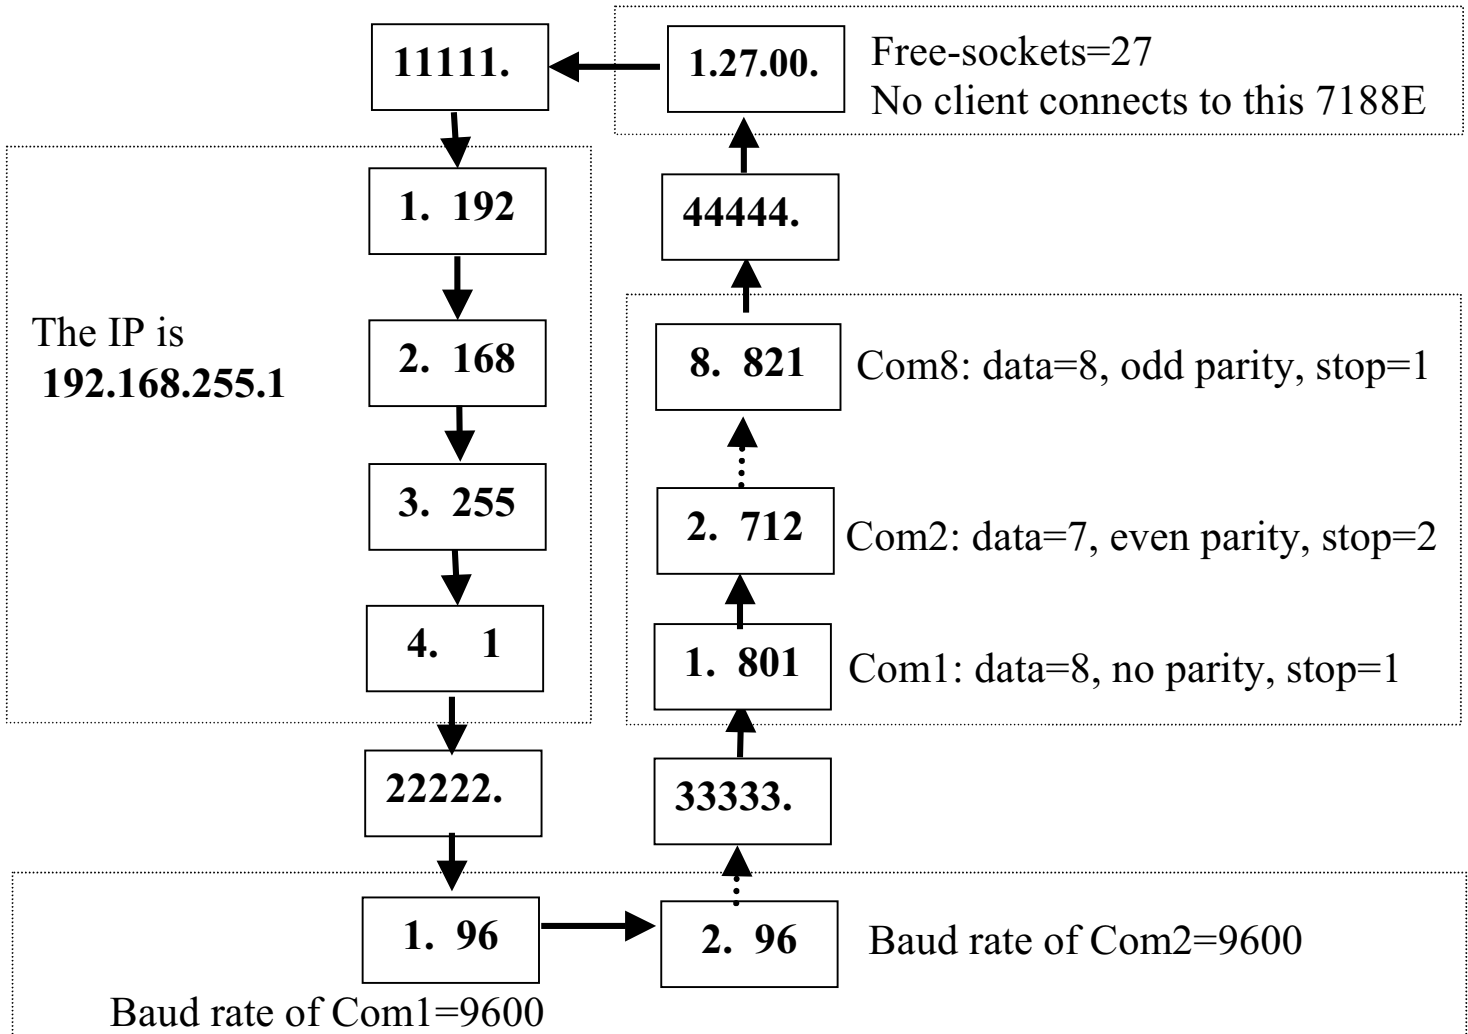 11111.
1.27.00.
Free-sockets=27
No client connects to this 7188E
1. 192
44444.
The IP is
192.168.255.1
2. 168
8. 821
Com8: data=8, odd parity, stop=1
3. 255
2. 712
Com2: data=7, even parity, stop=2
4. 1
1. 801
Com1: data=8, no parity, stop=1
22222.
33333.
1. 96
2. 96
Baud rate of Com2=9600
Baud rate of Com1=9600